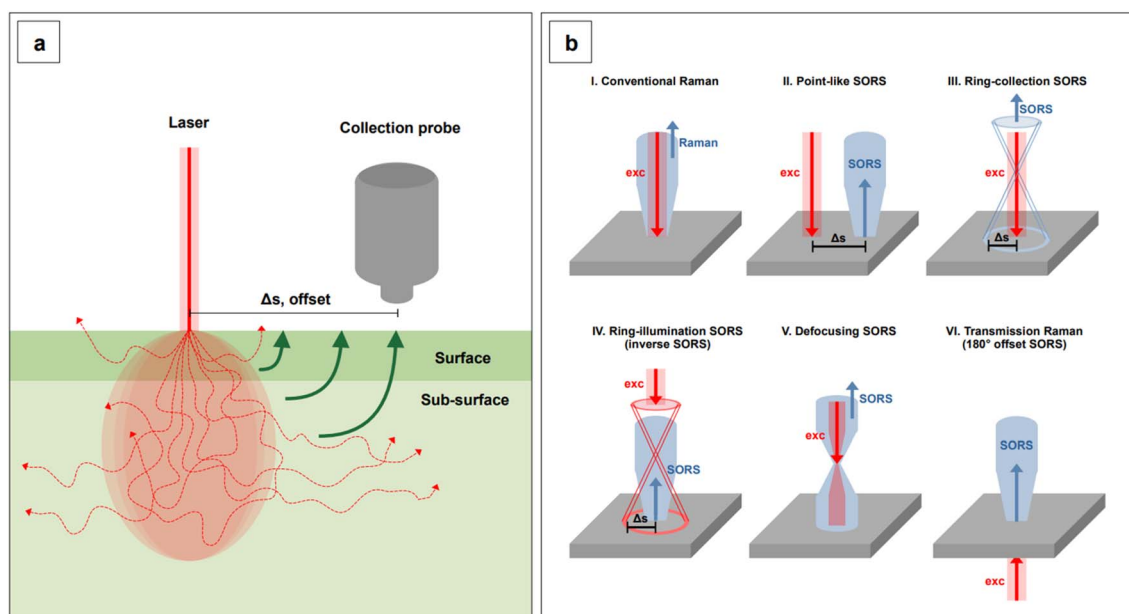 a
Laser
Collection probe
Δs, offset
Surface
Sub-surface
b
I. Conventional Raman
Raman
exc
II. Point-like SORS
exc
SORS
Δs
III. Ring-collection SORS
SORS
exc
Δs
IV. Ring-illumination SORS
(inverse SORS)
exc
SORS
Δs
V. Defocusing SORS
SORS
exc
VI. Transmission Raman
(180° offset SORS)
SORS
exc